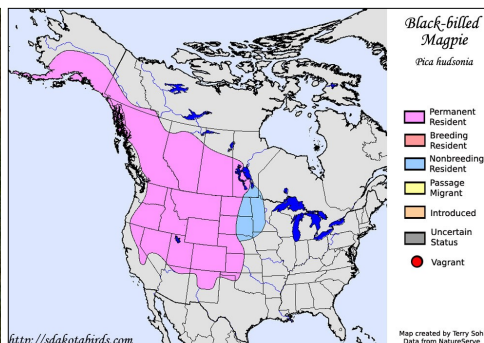 Black-billed
Magpie
Pica hudsonia
Permanent
Resident
Breeding
Resident
Nonbreeding
Resident
Passage
Migrant
Introduced
Uncertain
Status
Vagrant
http://sdakotabirds.com
Map created by Terry Sohl
Data from NatureServe